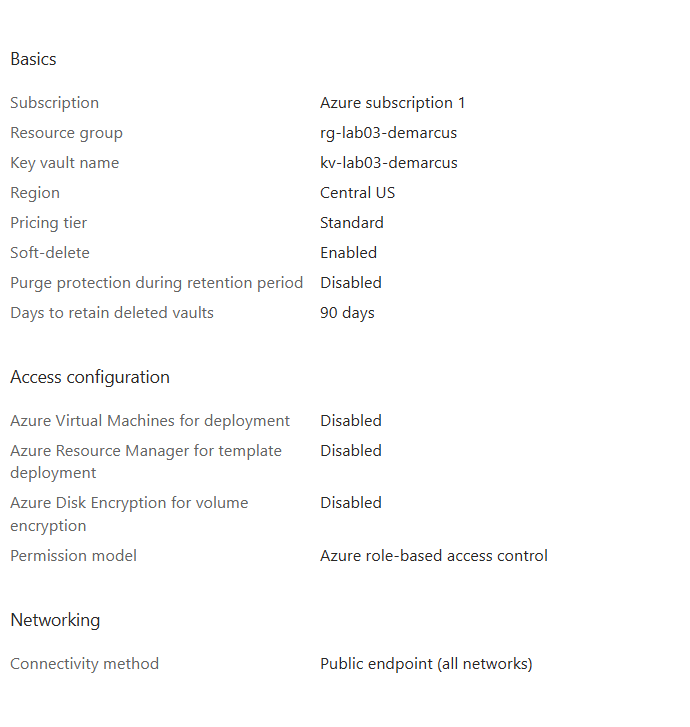 Basics
Subscription Azure subscription 1
Resource group rg-lab03-demarcus
Key vault name kv-lab03-demarcus
Region Central US
Pricing tier Standard
Soft-delete Enabled
Purge protection during retention period Disabled
Days to retain deleted vaults 90 days
Access configuration
Azure Virtual Machines for deployment Disabled
Azure Resource Manager for template Disabled
deployment
Azure Disk Encryption for volume Disabled
encryption
Permission model Azure role-based access control
Networking
Connectivity method Public endpoint (all networks)